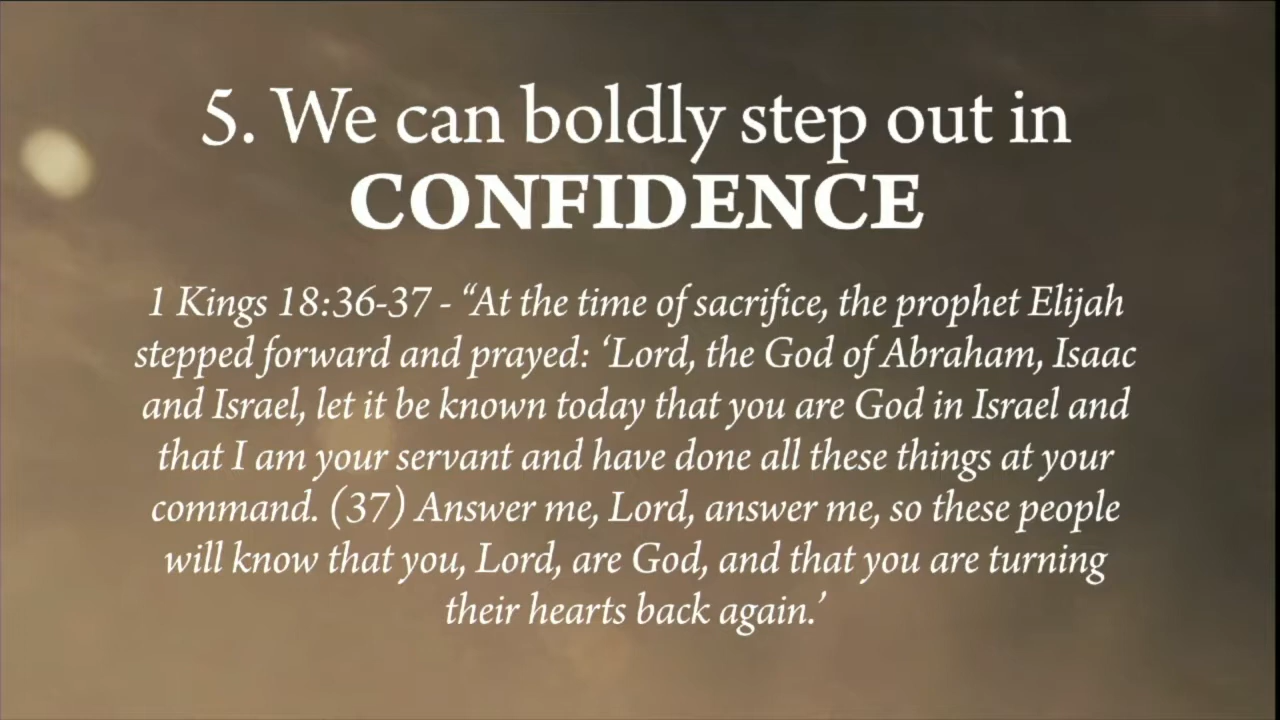 5. We can boldly step out in
CONFIDENCE
1 Kings 18:36-37 - “At the time of sacrifice, the prophet Elijah
stepped forward and prayed: ‘Lord, the God of Abraham, Isaac
and Israel, let it be known today that you are God in Israel and
that I am your servant and have done all these things at your
command. (37) Answer me, Lord, answer me, so these people
will know that you, Lord, are God, and that you are turning
their hearts back again.’